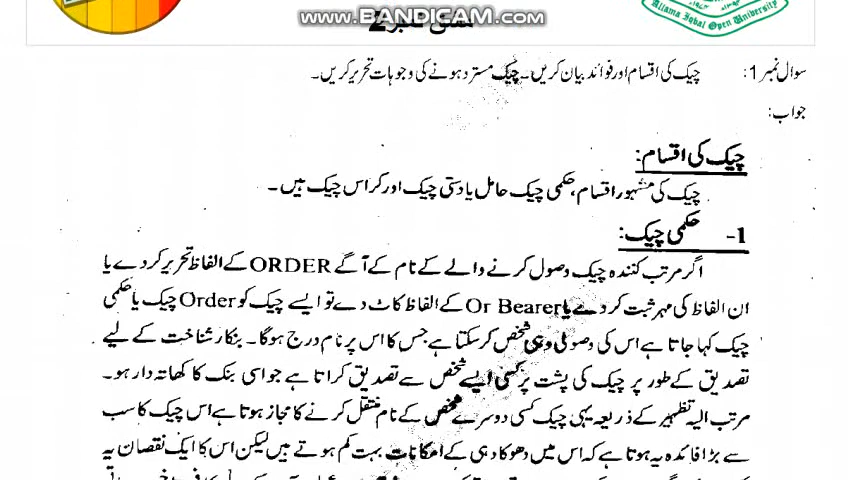 www.BANDICAM.com
Allama Iqbal Open University
مشق نمبر 2
سوال نمبر 1: چیک کی اقسام اور فوائد بیان کریں۔ چیک مسترد ہونے کی وجوہات تحریر کریں۔
جواب:
چیک کی اقسام:
چیک کی مشہور اقسام، حکمی چیک حامل یا دستی چیک اور کراس چیک ہیں۔
1- حکمی چیک:
اگر مرتب کنندہ چیک وصول کرنے والے کے نام کے آگے ORDER کے الفاظ تحریر کر دے یا
ان الفاظ کی مہر ثبت کر دے یا Or Bearer کے الفاظ کاٹ دے تو ایسے چیک کو Order چیک یا حکمی
چیک کہا جاتا ہے اس کی وصولی وہی شخص کر سکتا ہے جس کا اس پر نام درج ہوگا۔ بنکار شناخت کے لیے
تصدیق کے طور پر چیک کی پشت پر کسی ایسے شخص سے تصدیق کراتا ہے جو اسی بنک کا کھاتہ دار ہو۔
مرتب الیہ تظہیر کے ذریعہ یہی چیک کسی دوسرے شخص کے نام منتقل کرنے کا مجاز ہوتا ہے اس چیک کا سب
سے بڑا فائدہ یہ ہوتا ہے کہ اس میں دھوکا دہی کے امکانات بہت کم ہوتے ہیں لیکن اس کا ایک نقصان یہ